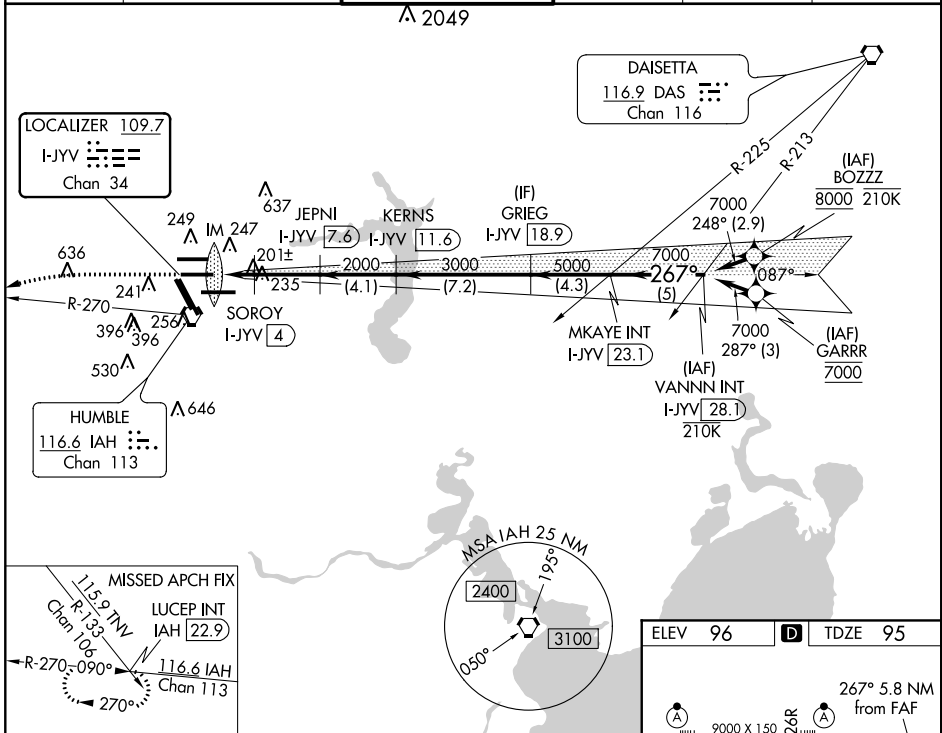 2049
DAISETTA
116.9 DAS
Chan 116
LOCALIZER 109.7
I-JYV
Chan 34
R-225
R-213
(IAF)
BOZZZ
8000 210K
7000
248° (2.9)
637
(IF)
GRIEG
I-JYV 18.9
JEPNI
I-JYV 7.6
KERNS
I-JYV 11.6
249
IM
247
636
201±
2000
3000
5000
7000
267°
087°
241
235
(4.1)
(7.2)
(4.3)
(5)
R-270
SOROY
I-JYV 4
256
396
396
MKAYE INT
I-JYV 23.1
7000
287° (3)
(IAF)
GARRR
7000
530
(IAF)
VANNN INT
I-JYV 28.1
210K
646
HUMBLE
116.6 IAH
Chan 113
MSA IAH 25 NM
195°
2400
3100
050°
MISSED APCH FIX
115.9 TNV
R-133
Chan 106
LUCEP INT
IAH 22.9
R-270
090°
116.6 IAH
Chan 113
270°
ELEV 96 D TDZE 95
267° 5.8 NM
from FAF
A
9000 X 150
26R
A